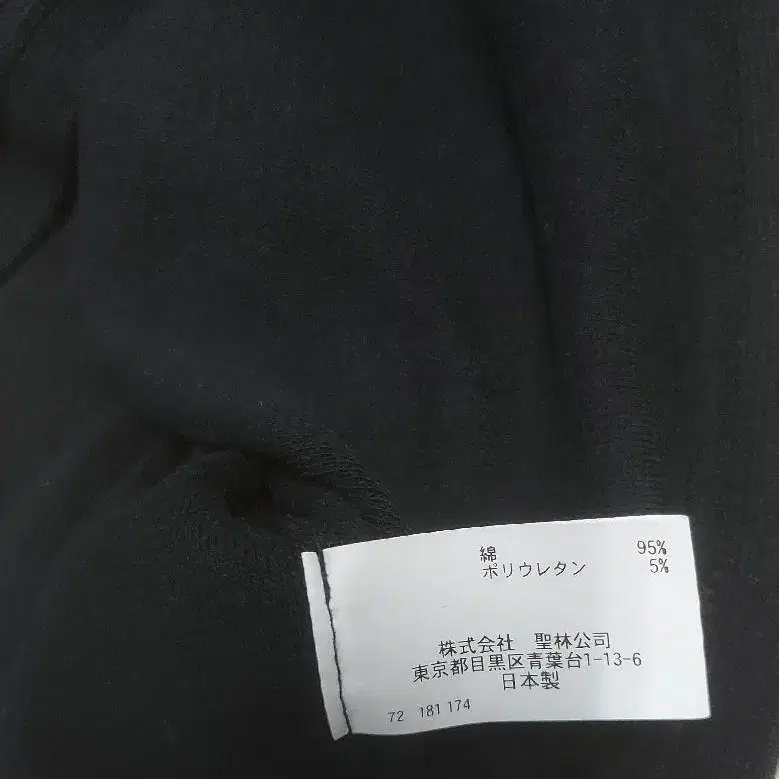 綿 95%
ポリウレタン 5%
株式会社 聖林公司
東京都目黒区青葉台1-13-6
日本製
72 181 174